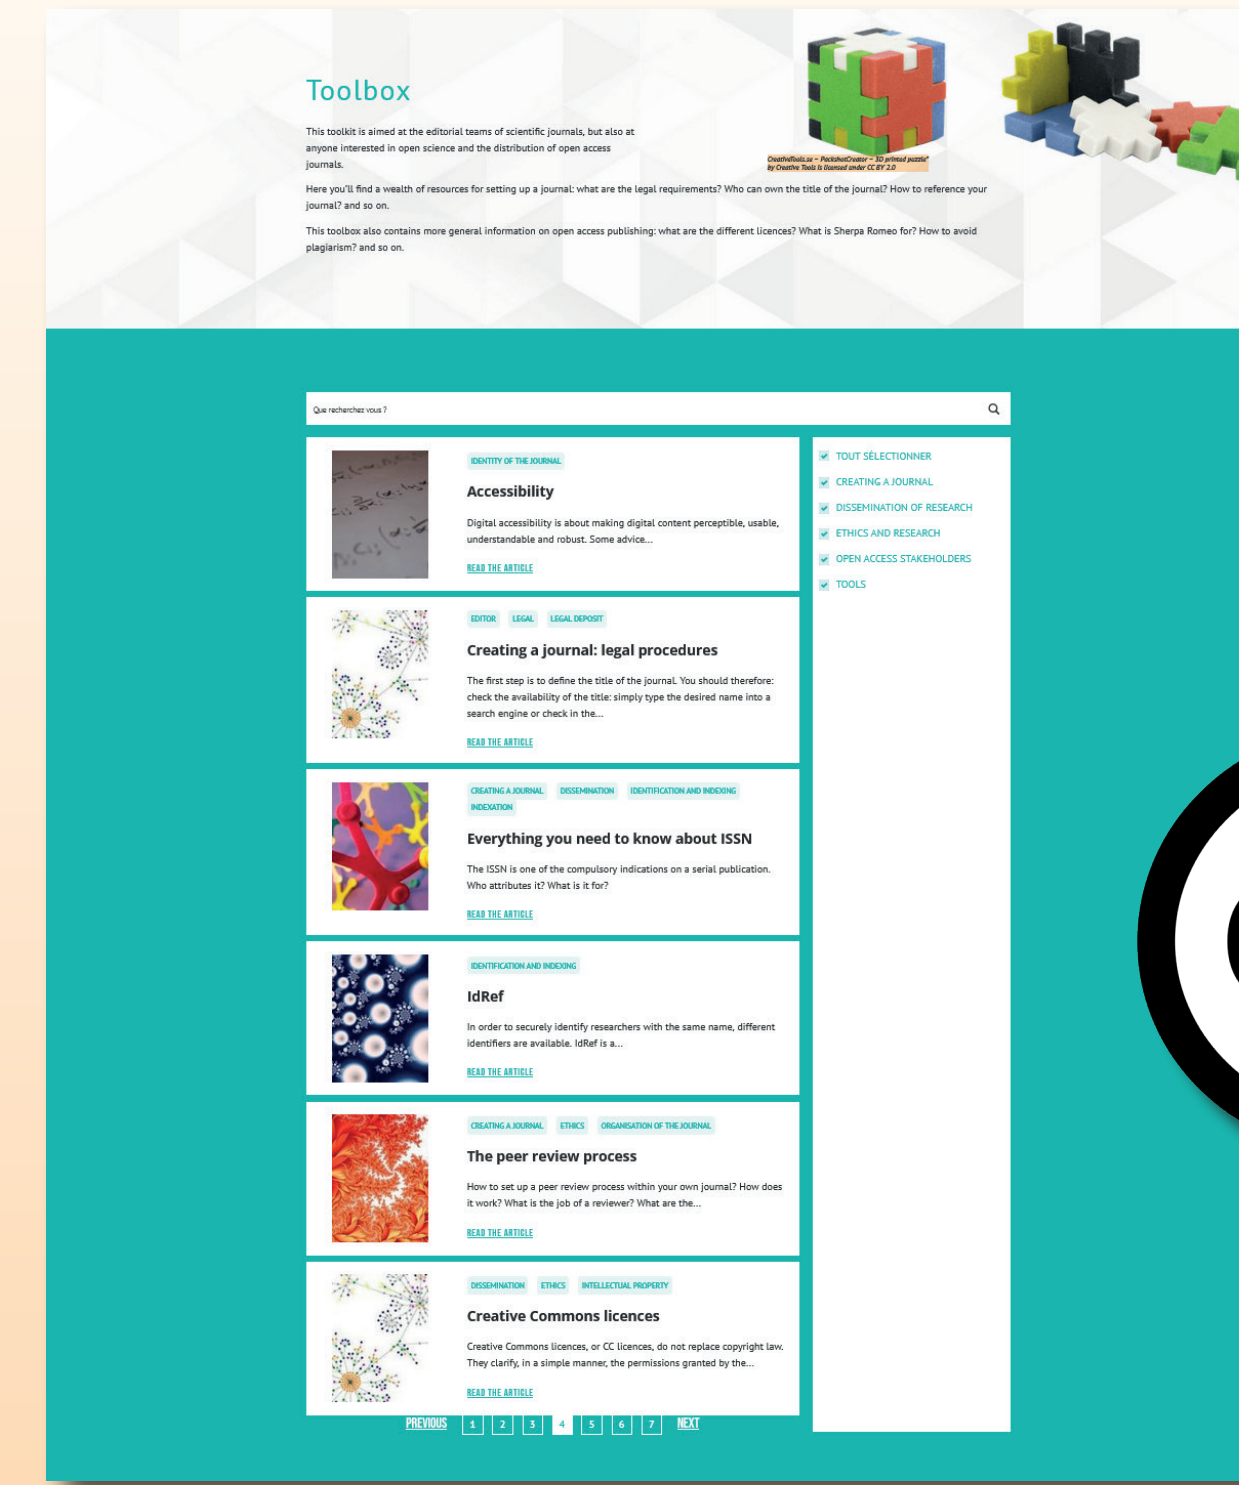 Toolbox
This toolkit is aimed at the editorial teams of scientific journals, but also at
anyone interested in open science and the distribution of open access
journals.
CreativeTools.se – PackshotCreator – 3D printed puzzle"
by Creative Tools is licensed under CC BY 2.0
Here you'll find a wealth of resources for setting up a journal: what are the legal requirements? Who can own the title of the journal? How to reference your
journal? and so on.
This toolbox also contains more general information on open access publishing: what are the different licences? What is Sherpa Romeo for? How to avoid
plagiarism? and so on.
Que recherchez vous ?
IDENTITY OF THE JOURNAL
Accessibility
Digital accessibility is about making digital content perceptible, usable,
understandable and robust. Some advice...
READ THE ARTICLE
EDITOR LEGAL LEGAL DEPOSIT
Creating a journal: legal procedures
The first step is to define the title of the journal. You should therefore:
check the availability of the title: simply type the desired name into a
search engine or check in the...
READ THE ARTICLE
CREATING A JOURNAL DISSEMINATION IDENTIFICATION AND INDEXING
INDEXATION
Everything you need to know about ISSN
The ISSN is one of the compulsory indications on a serial publication.
Who attributes it? What is it for?
READ THE ARTICLE
IDENTIFICATION AND INDEXING
IdRef
In order to securely identify researchers with the same name, different
identifiers are available. IdRef is a...
READ THE ARTICLE
CREATING A JOURNAL ETHICS ORGANISATION OF THE JOURNAL
The peer review process
How to set up a peer review process within your own journal? How does
it work? What is the job of a reviewer? What are the...
READ THE ARTICLE
DISSEMINATION ETHICS INTELLECTUAL PROPERTY
Creative Commons licences
Creative Commons licences, or CC licences, do not replace copyright law.
They clarify, in a simple manner, the permissions granted by the...
READ THE ARTICLE
PREVIOUS 1 2 3 4 5 6 7 NEXT
TOUT SÉLECTIONNER
CREATING A JOURNAL
DISSEMINATION OF RESEARCH
ETHICS AND RESEARCH
OPEN ACCESS STAKEHOLDERS
TOOLS